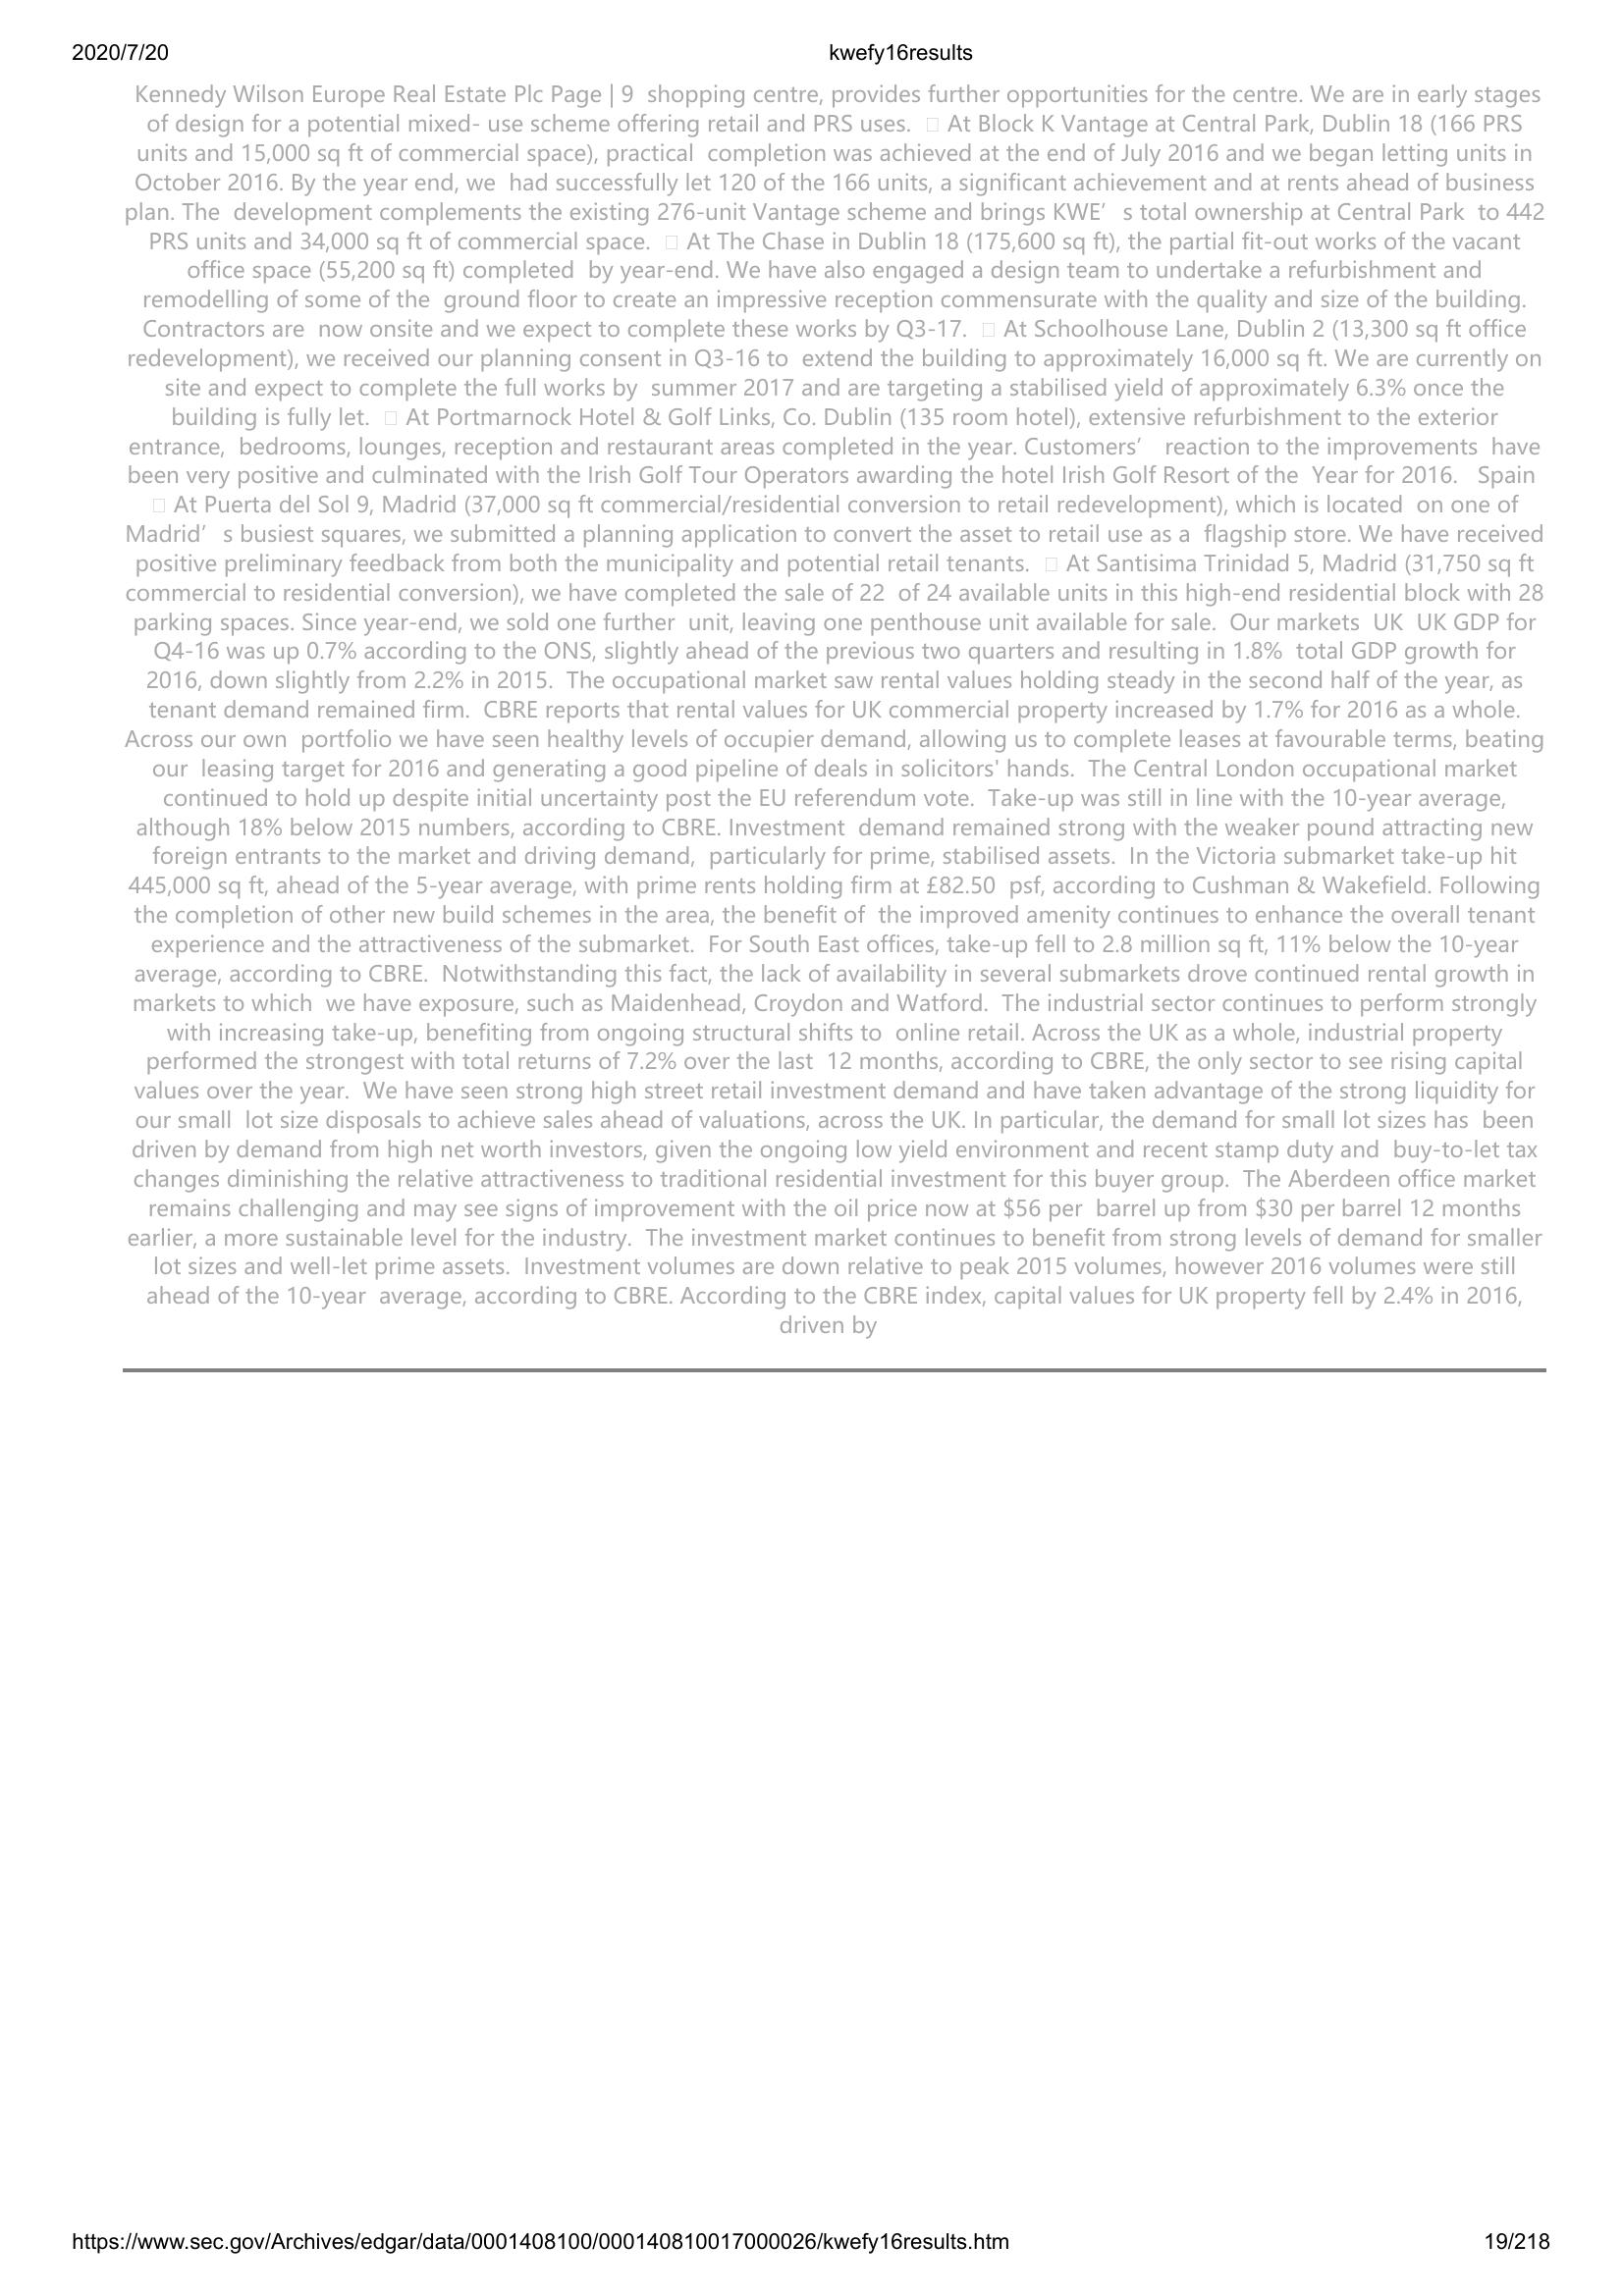 2020/7/20 kwefy16results
Kennedy Wilson Europe Real Estate Plc Page | 9 shopping centre, provides further opportunities for the centre. We are in early stages
of design for a potential mixed- use scheme offering retail and PRS uses. □ At Block K Vantage at Central Park, Dublin 18 (166 PRS
units and 15,000 sq ft of commercial space), practical completion was achieved at the end of July 2016 and we began letting units in
October 2016. By the year end, we had successfully let 120 of the 166 units, a significant achievement and at rents ahead of business
plan. The development complements the existing 276-unit Vantage scheme and brings KWE’ s total ownership at Central Park to 442
PRS units and 34,000 sq ft of commercial space. □ At The Chase in Dublin 18 (175,600 sq ft), the partial fit-out works of the vacant
office space (55,200 sq ft) completed by year-end. We have also engaged a design team to undertake a refurbishment and
remodelling of some of the ground floor to create an impressive reception commensurate with the quality and size of the building.
Contractors are now onsite and we expect to complete these works by Q3-17. □ At Schoolhouse Lane, Dublin 2 (13,300 sq ft office
redevelopment), we received our planning consent in Q3-16 to extend the building to approximately 16,000 sq ft. We are currently on
site and expect to complete the full works by summer 2017 and are targeting a stabilised yield of approximately 6.3% once the
building is fully let. □ At Portmarnock Hotel & Golf Links, Co. Dublin (135 room hotel), extensive refurbishment to the exterior
entrance, bedrooms, lounges, reception and restaurant areas completed in the year. Customers’ reaction to the improvements have
been very positive and culminated with the Irish Golf Tour Operators awarding the hotel Irish Golf Resort of the Year for 2016. Spain
□ At Puerta del Sol 9, Madrid (37,000 sq ft commercial/residential conversion to retail redevelopment), which is located on one of
Madrid’ s busiest squares, we submitted a planning application to convert the asset to retail use as a flagship store. We have received
positive preliminary feedback from both the municipality and potential retail tenants. □ At Santisima Trinidad 5, Madrid (31,750 sq ft
commercial to residential conversion), we have completed the sale of 22 of 24 available units in this high-end residential block with 28
parking spaces. Since year-end, we sold one further unit, leaving one penthouse unit available for sale. Our markets UK UK GDP for
Q4-16 was up 0.7% according to the ONS, slightly ahead of the previous two quarters and resulting in 1.8% total GDP growth for
2016, down slightly from 2.2% in 2015. The occupational market saw rental values holding steady in the second half of the year, as
tenant demand remained firm. CBRE reports that rental values for UK commercial property increased by 1.7% for 2016 as a whole.
Across our own portfolio we have seen healthy levels of occupier demand, allowing us to complete leases at favourable terms, beating
our leasing target for 2016 and generating a good pipeline of deals in solicitors' hands. The Central London occupational market
continued to hold up despite initial uncertainty post the EU referendum vote. Take-up was still in line with the 10-year average,
although 18% below 2015 numbers, according to CBRE. Investment demand remained strong with the weaker pound attracting new
foreign entrants to the market and driving demand, particularly for prime, stabilised assets. In the Victoria submarket take-up hit
445,000 sq ft, ahead of the 5-year average, with prime rents holding firm at £82.50 psf, according to Cushman & Wakefield. Following
the completion of other new build schemes in the area, the benefit of the improved amenity continues to enhance the overall tenant
experience and the attractiveness of the submarket. For South East offices, take-up fell to 2.8 million sq ft, 11% below the 10-year
average, according to CBRE. Notwithstanding this fact, the lack of availability in several submarkets drove continued rental growth in
markets to which we have exposure, such as Maidenhead, Croydon and Watford. The industrial sector continues to perform strongly
with increasing take-up, benefiting from ongoing structural shifts to online retail. Across the UK as a whole, industrial property
performed the strongest with total returns of 7.2% over the last 12 months, according to CBRE, the only sector to see rising capital
values over the year. We have seen strong high street retail investment demand and have taken advantage of the strong liquidity for
our small lot size disposals to achieve sales ahead of valuations, across the UK. In particular, the demand for small lot sizes has been
driven by demand from high net worth investors, given the ongoing low yield environment and recent stamp duty and buy-to-let tax
changes diminishing the relative attractiveness to traditional residential investment for this buyer group. The Aberdeen office market
remains challenging and may see signs of improvement with the oil price now at $56 per barrel up from $30 per barrel 12 months
earlier, a more sustainable level for the industry. The investment market continues to benefit from strong levels of demand for smaller
lot sizes and well-let prime assets. Investment volumes are down relative to peak 2015 volumes, however 2016 volumes were still
ahead of the 10-year average, according to CBRE. According to the CBRE index, capital values for UK property fell by 2.4% in 2016,
driven by
https://www.sec.gov/Archives/edgar/data/0001408100/000140810017000026/kwefy16results.htm 19/218